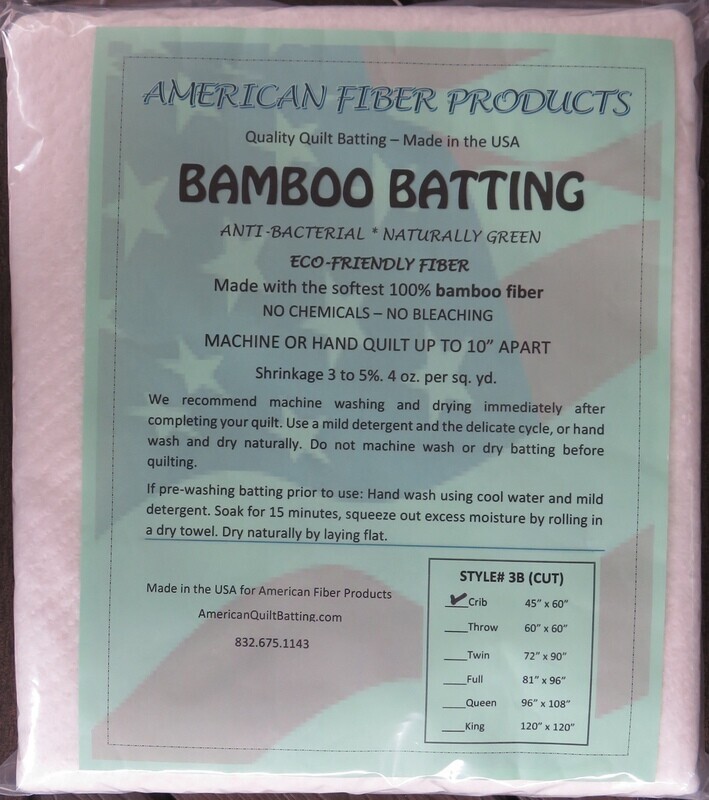 AMERICAN FIBER PRODUCTS
Quality Quilt Batting – Made in the USA
BAMBOO BATTING
ANTI-BACTERIAL * NATURALLY GREEN
ECO-FRIENDLY FIBER
Made with the softest 100% bamboo fiber
NO CHEMICALS – NO BLEACHING
MACHINE OR HAND QUILT UP TO 10” APART
Shrinkage 3 to 5%. 4 oz. per sq. yd.
We recommend machine washing and drying immediately after
completing your quilt. Use a mild detergent and the delicate cycle, or hand
wash and dry naturally. Do not machine wash or dry batting before
quilting.
If pre-washing batting prior to use: Hand wash using cool water and mild
detergent. Soak for 15 minutes, squeeze out excess moisture by rolling in
a dry towel. Dry naturally by laying flat.
Made in the USA for American Fiber Products
AmericanQuiltBatting.com
832.675.1143
STYLE# 3B (CUT)
✔Crib 45” x 60”
___Throw 60” x 60”
___Twin 72” x 90”
___Full 81” x 96”
___Queen 96” x 108”
___King 120” x 120”